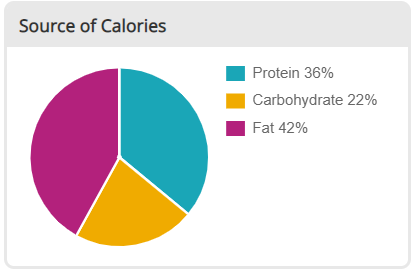 Source of Calories
Protein 36%
Carbohydrate 22%
Fat 42%